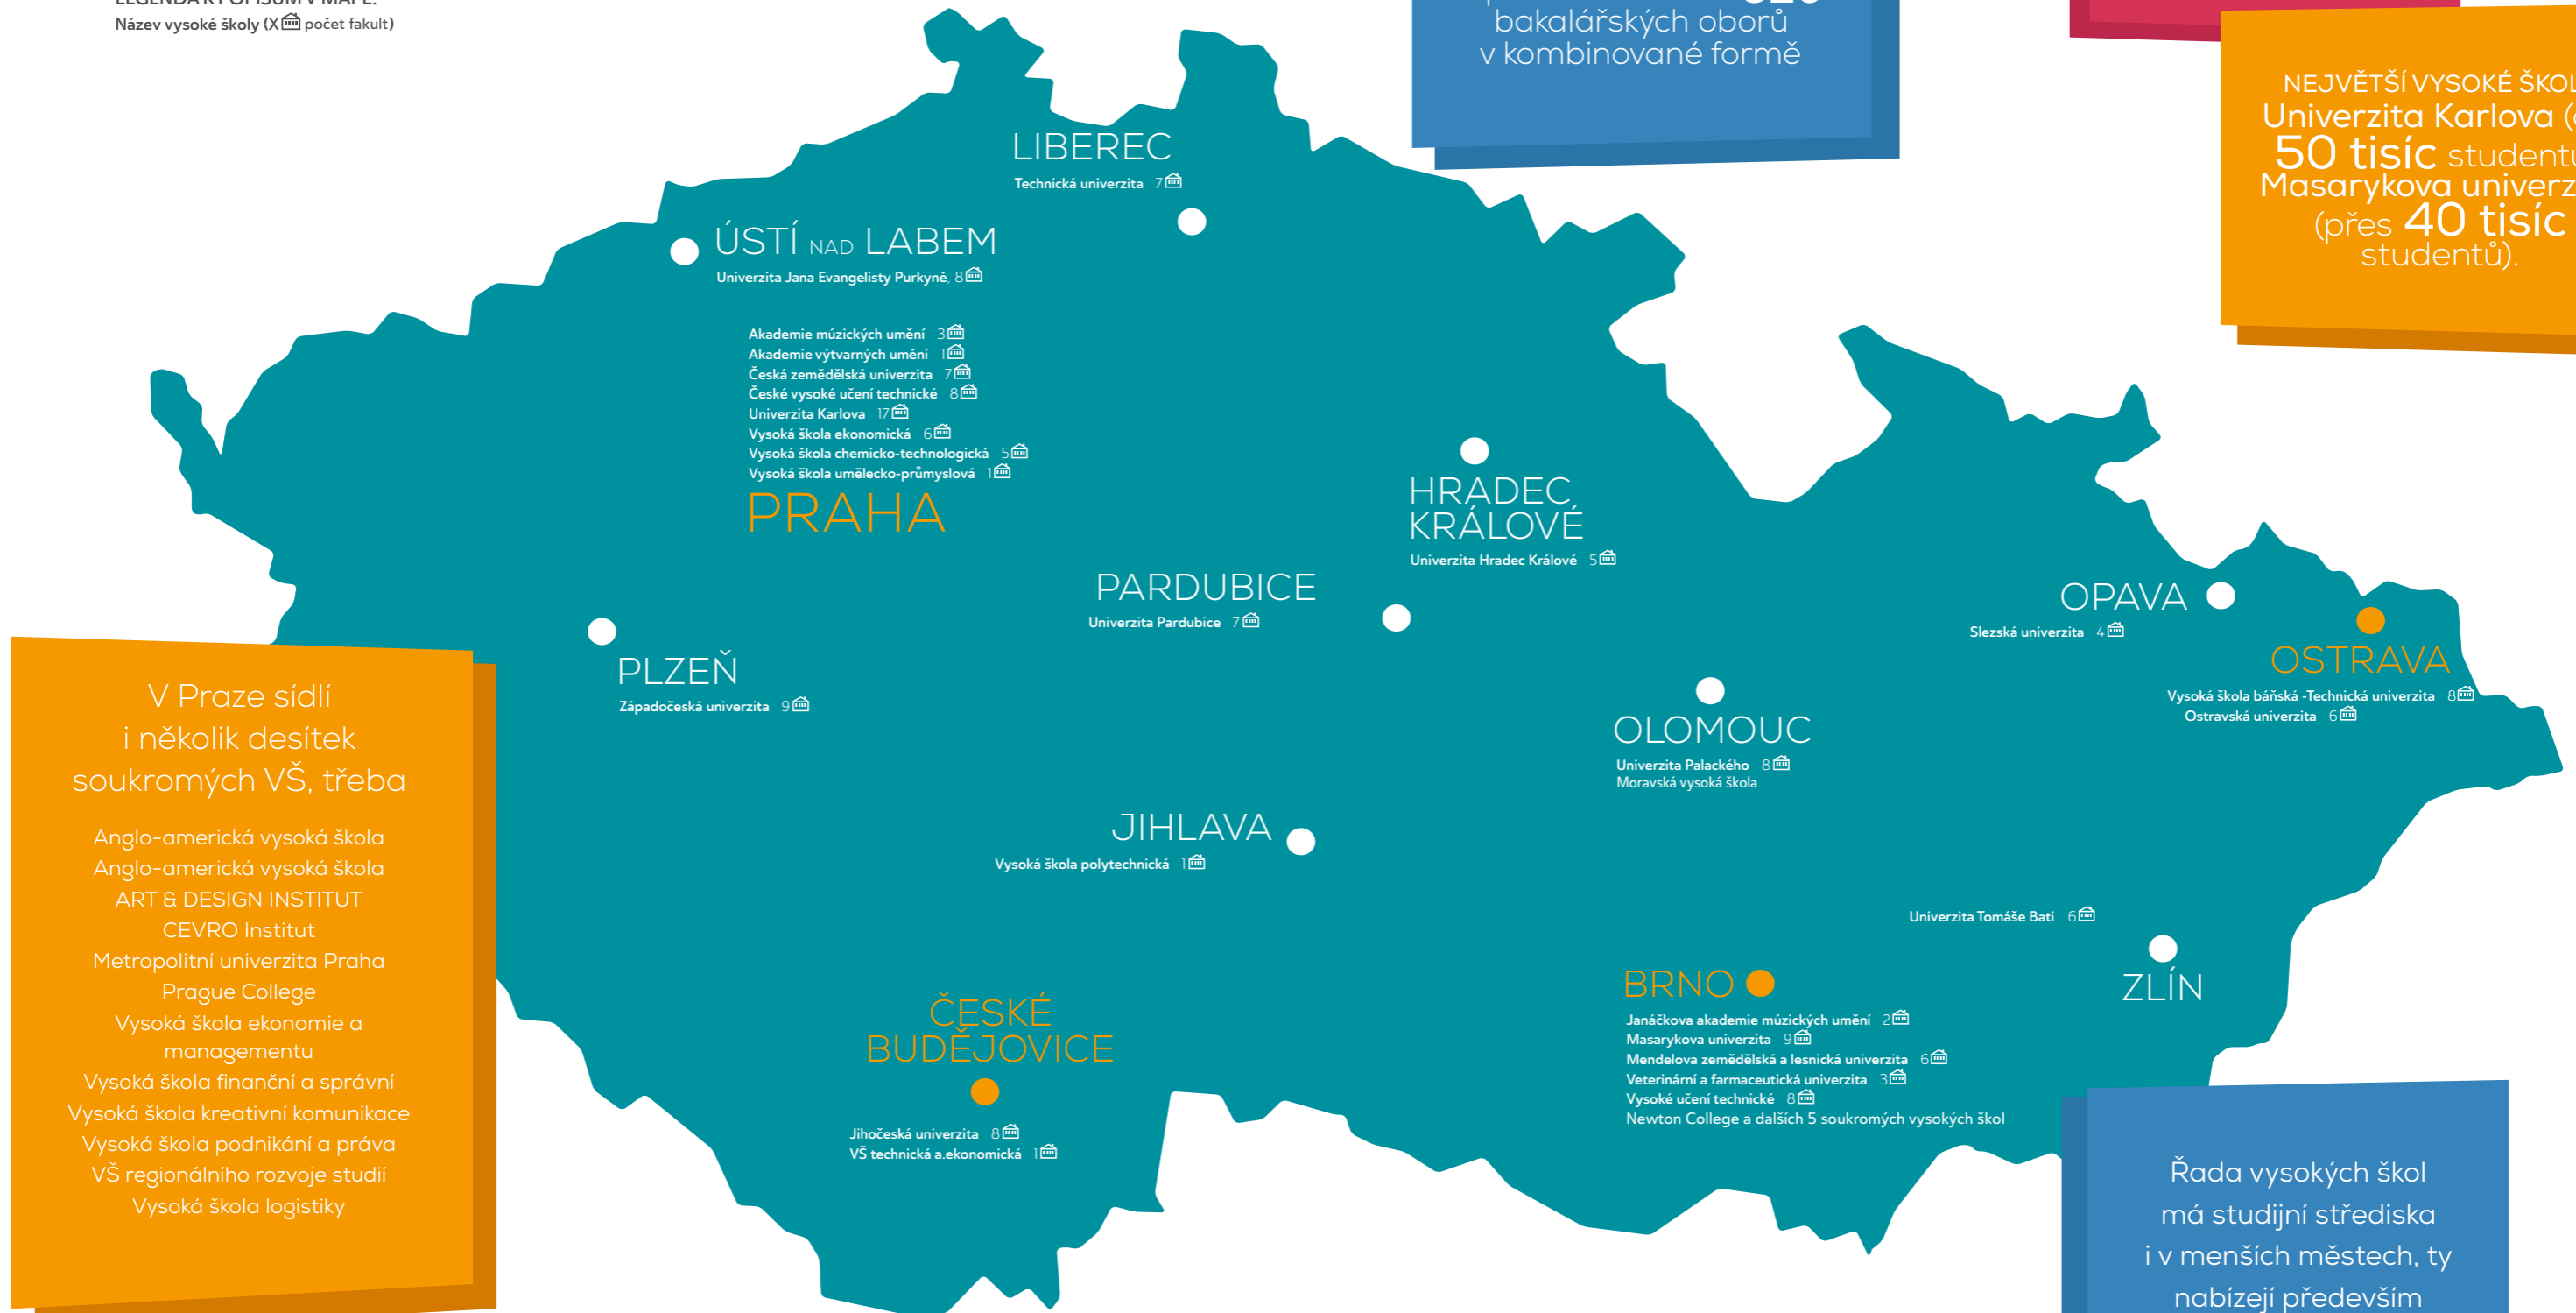 LEGENDA K POPISŮM V MAPĚ:
Název vysoké školy (X počet fakult)
bakalářských oborů
v kombinované formě
NEJVĚTŠÍ VYSOKÉ
Univerzita Karlova
50 tisíc
Masarykova
(přes 40 tisíc
studentů).
LIBEREC
Technická univerzita 7
ÚSTÍ NAD LABEM
Univerzita Jana Evangelisty Purkyně, 8
Akademie múzických umění 3
Akademie výtvarných umění 1
Česká zemědělská univerzita 7
České vysoké učení technické 8
Univerzita Karlova 17
Vysoká škola ekonomická 6
Vysoká škola chemicko-technologická 5
Vysoká škola umělecko-průmyslová 1
PRAHA
HRADEC
KRÁLOVÉ
Univerzita Hradec Králové 5
PARDUBICE
Univerzita Pardubice 7
OPAVA
Slezská univerzita 4
OSTRAVA
Vysoká škola báňská -Technická univerzita 8
Ostravská univerzita 6
PLZEŇ
Západočeská univerzita 9
OLOMOUC
Univerzita Palackého 8
Moravská vysoká škola
JIHLAVA
Vysoká škola polytechnická 1
Univerzita Tomáše Bati 6
ZLÍN
BRNO
Janáčkova akademie múzických umění 2
Masarykova univerzita 9
Mendelova zemědělská a lesnická univerzita 6
Veterinární a farmaceutická univerzita 3
Vysoké učení technické 8
Newton College a dalších 5 soukromých vysokých škol
ČESKÉ
BUDĚJOVICE
Jihočeská univerzita 8
VŠ technická a.ekonomická 1
V Praze sídlí
i několik desítek
soukromých VŠ, třeba
Anglo-americká vysoká škola
Anglo-americká vysoká škola
ART & DESIGN INSTITUT
CEVRO Institut
Metropolitní univerzita Praha
Prague College
Vysoká škola ekonomie a
managementu
Vysoká škola finanční a správní
Vysoká škola kreativní komunikace
Vysoká škola podnikání a práva
VŠ regionálního rozvoje studií
Vysoká škola logistiky
Řada vysokých škol
má studijní střediska
i v menších městech, ty
nabízejí především